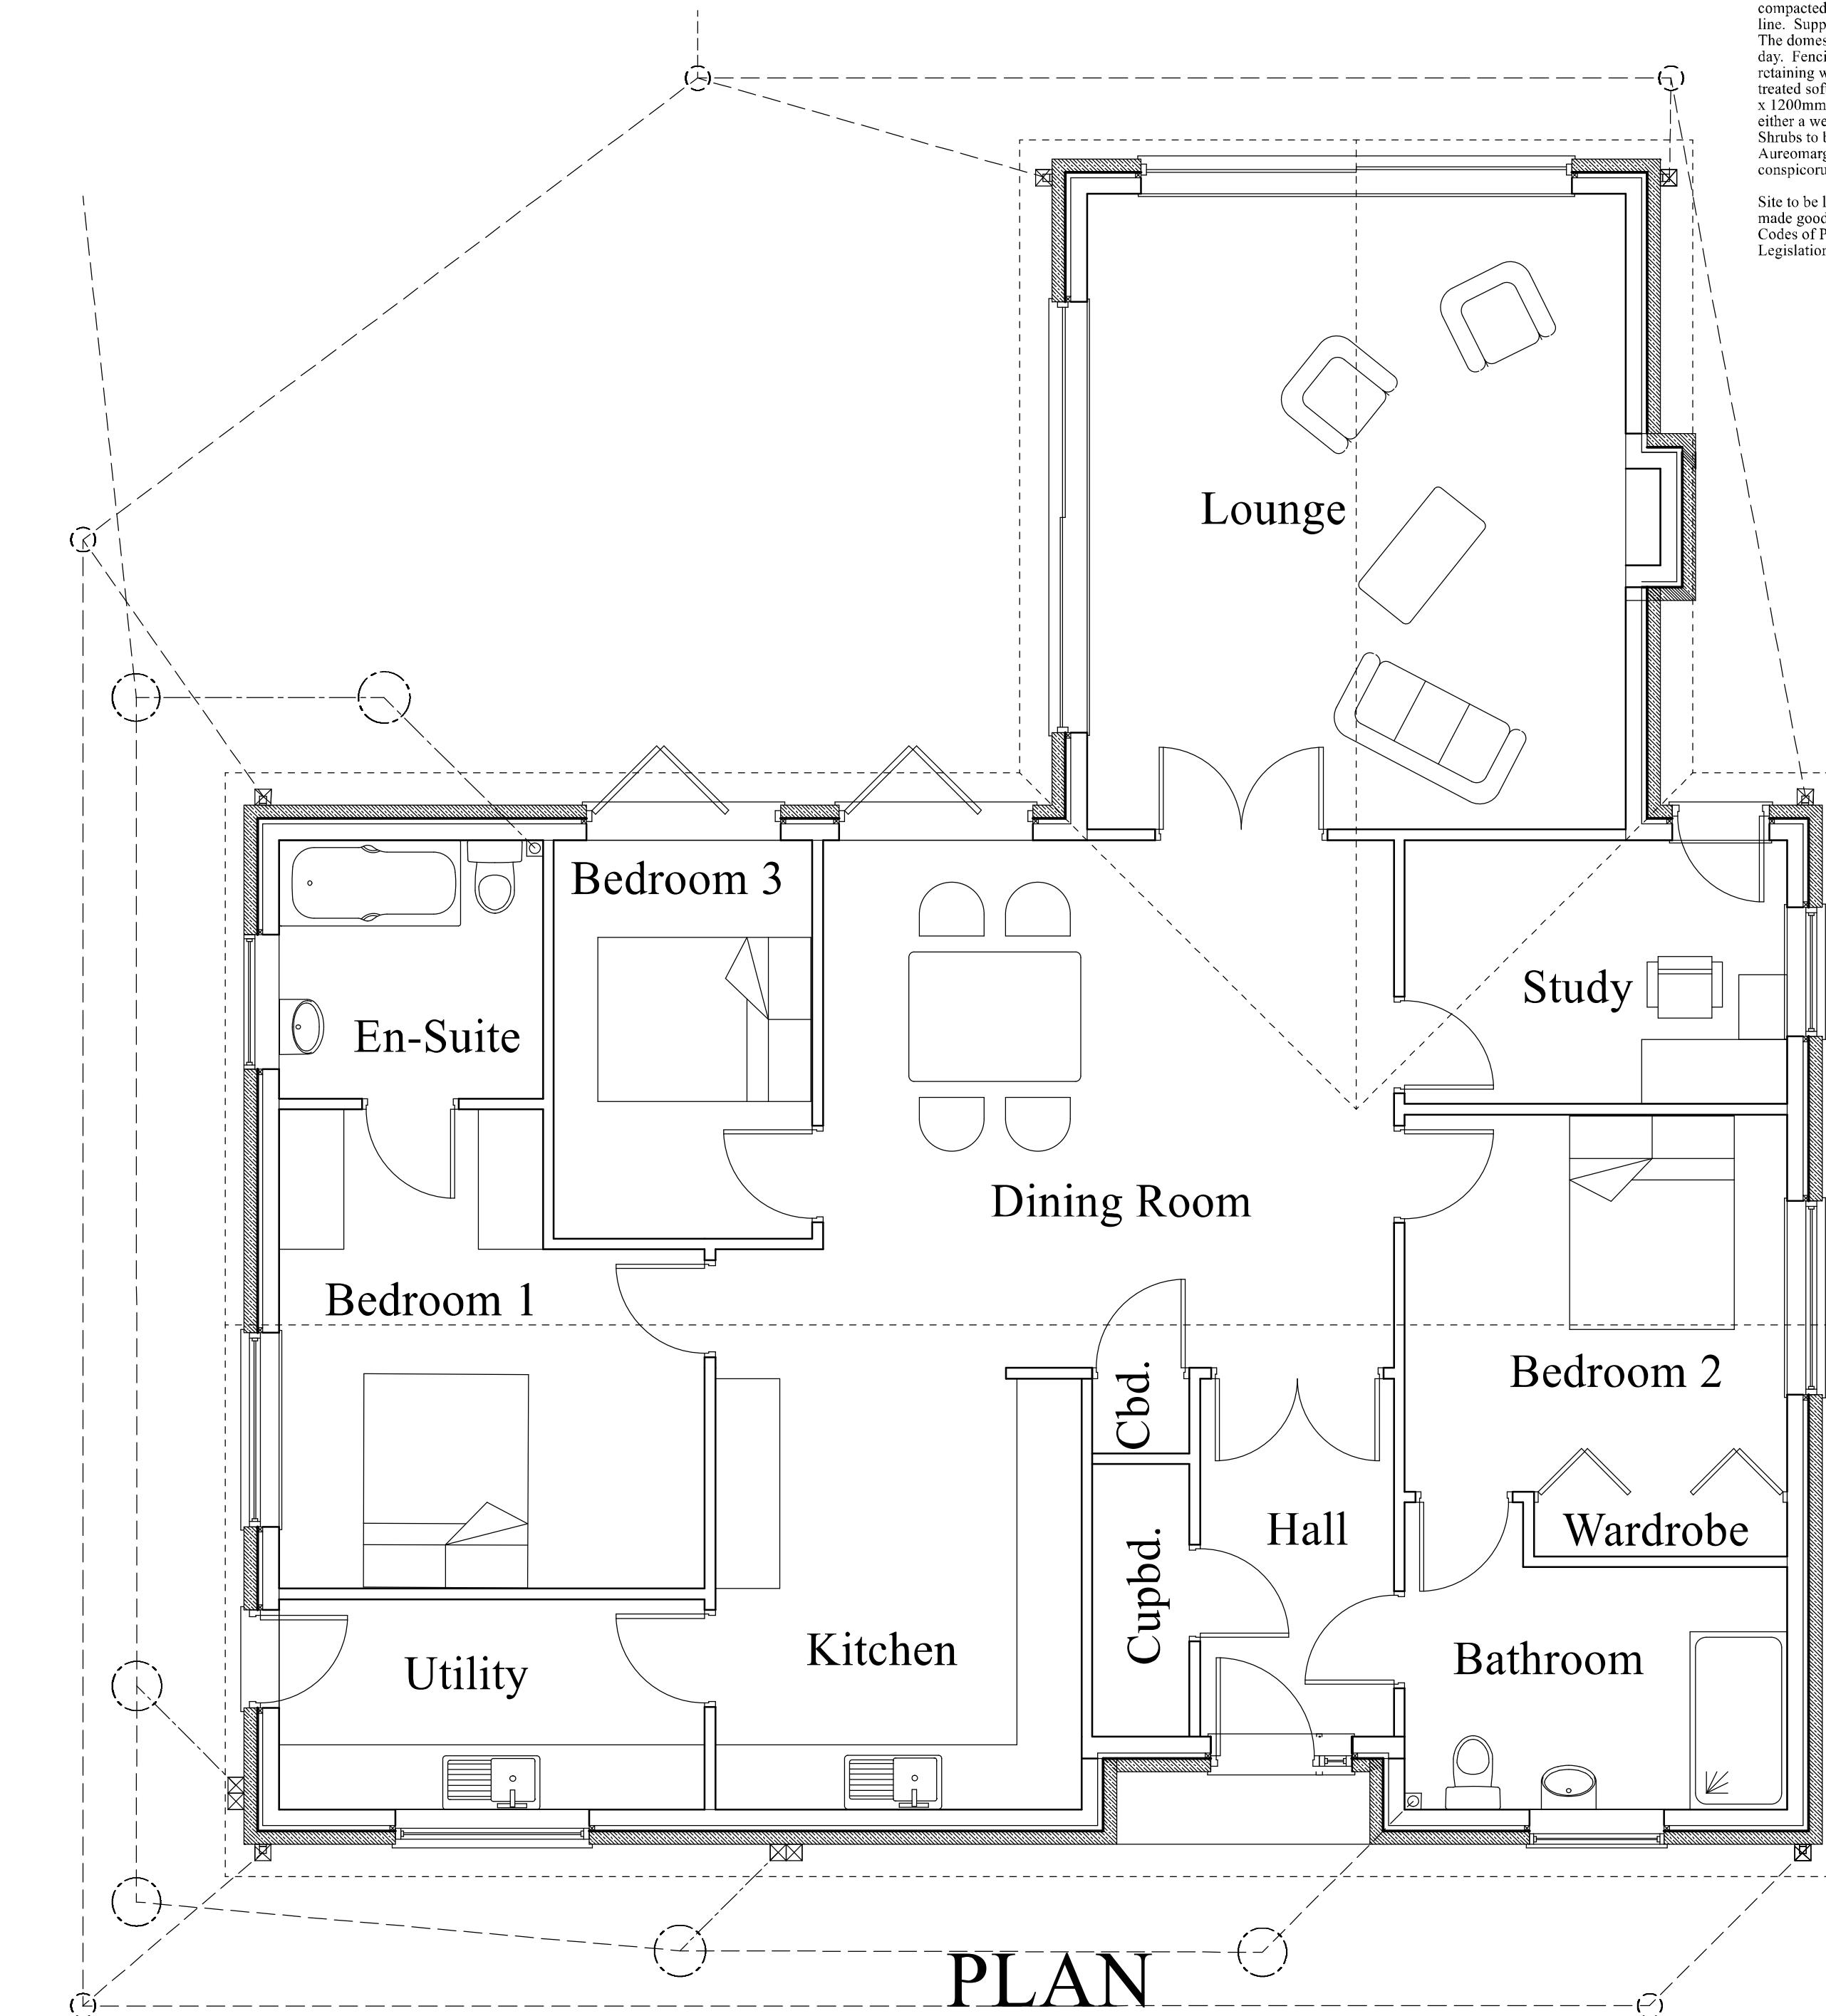 compacted
line. Supp
The domes
day. Fenci
retaining w
treated sof
x 1200mm
either a we
Shrubs to b
Aureomarg
conspicoru
Site to be l
made good
Codes of P
Legislation
Lounge
Bedroom 3
Study
En-Suite
Dining Room
Bedroom 1
Bedroom 2
Cbd.
Hall
Wardrobe
Cupbd.
Kitchen
Bathroom
Utility
PLAN